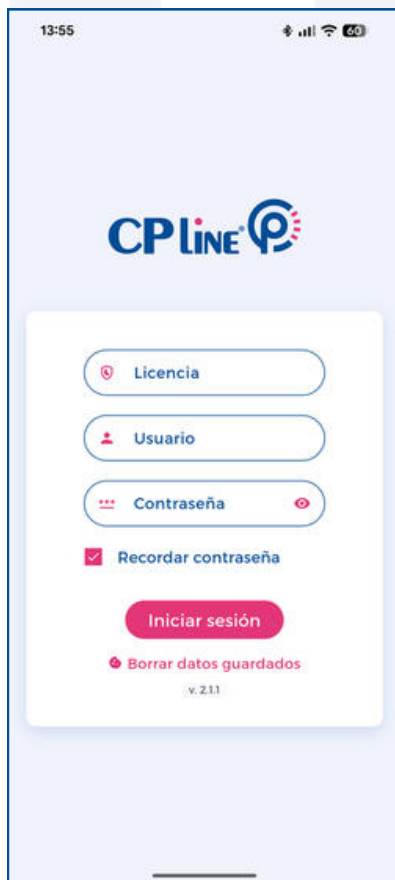 13:55
60
CP LiNE®
Licencia
Usuario
Contraseña
Recordar contraseña
Iniciar sesión
Borrar datos guardados
v. 2.1.1